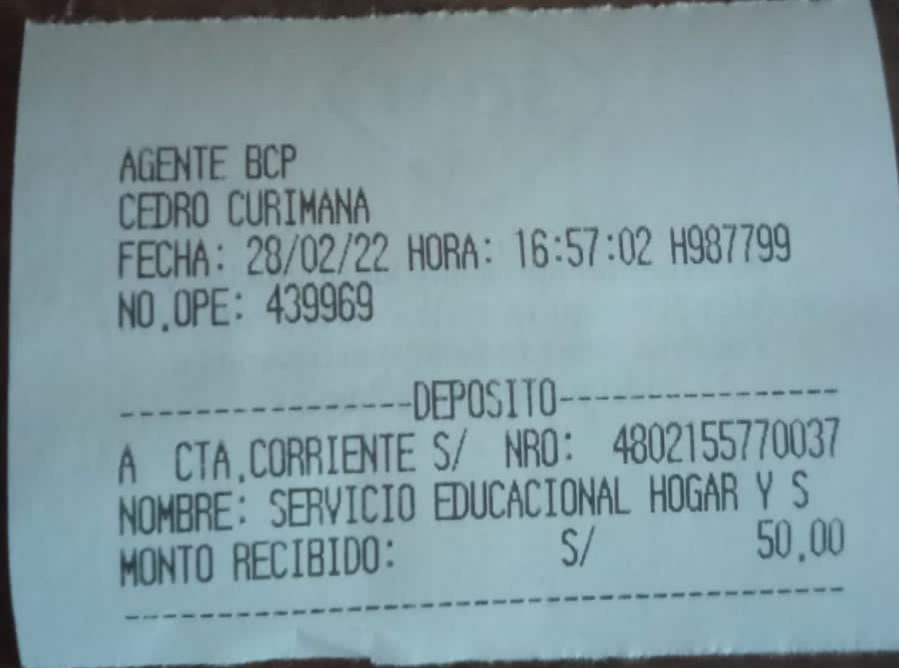 AGENTE BCP
CEDRO CURIMANA
FECHA: 28/02/22 HORA: 16:57:02 H987799
NO.OPE: 439969
----------------DEPOSITO---------------
A CTA.CORRIENTE S/ NRO: 4802155770037
NOMBRE: SERVICIO EDUCACIONAL HOGAR Y S
MONTO RECIBIDO: S/ 50.00
---------------------------------------